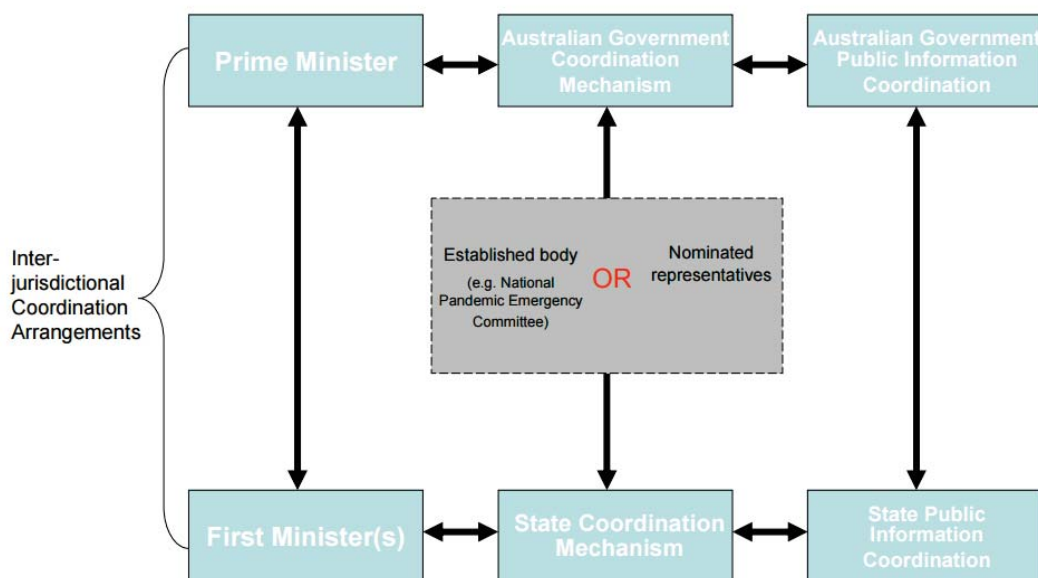 Prime Minister
Australian Government
Coordination
Mechanism
Australian Government
Public Information
Coordination
Inter-
jurisdictional
Coordination
Arrangements
Established body
(e.g. National
Pandemic Emergency
Committee)
OR
Nominated
representatives
First Minister(s)
State Coordination
Mechanism
State Public
Information
Coordination